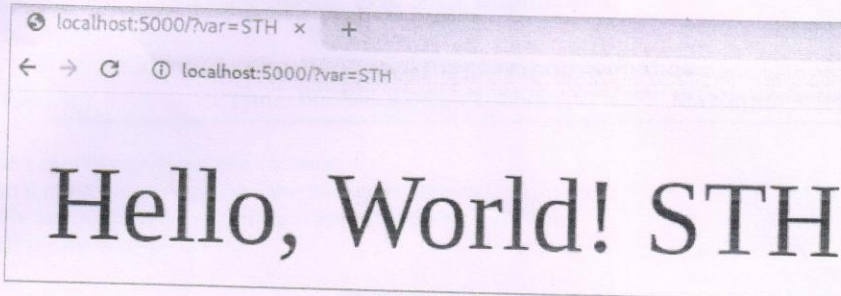 localhost:5000/?var=STH × +
← → C ⓘ localhost:5000/?var=STH
Hello, World! STH